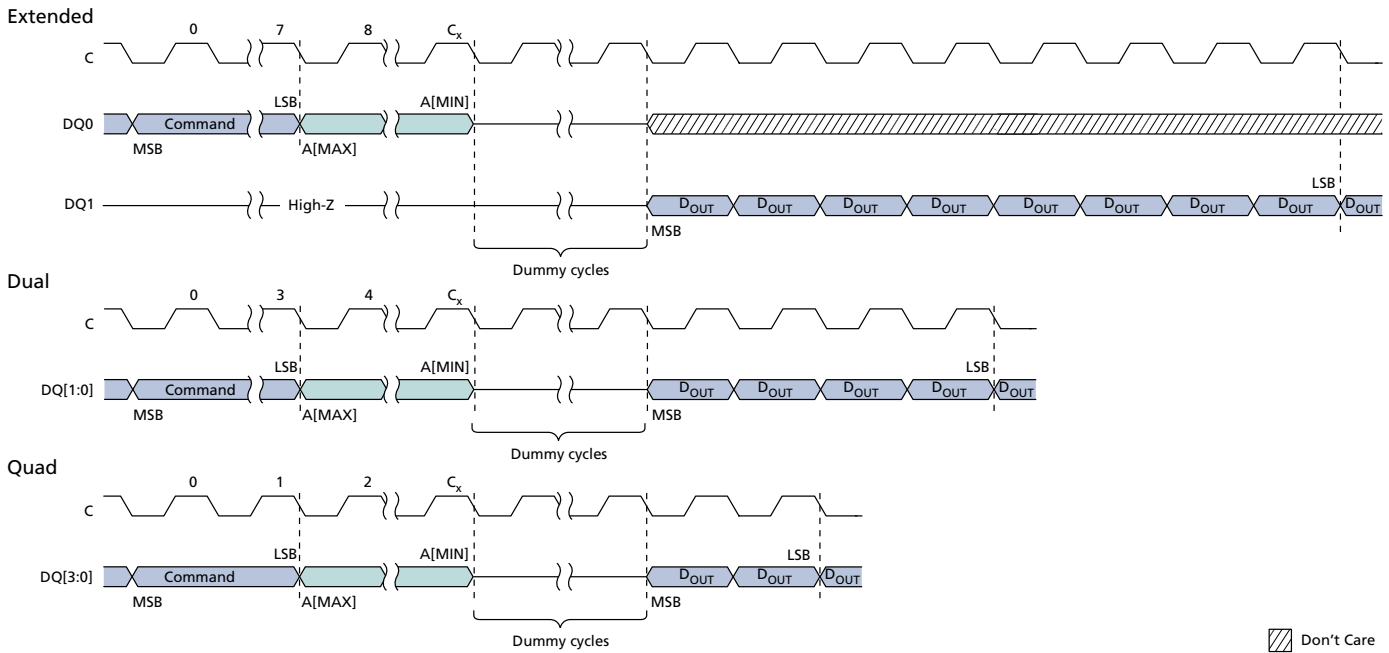 Extended
0 7 8 Cx
C
LSB A[MIN]
DQ0 Command
MSB A[MAX]
LSB
DQ1 High-Z DOUT DOUT DOUT DOUT DOUT DOUT DOUT DOUT DOUT
MSB
Dummy cycles
Dual
0 3 4 Cx
C
LSB A[MIN] LSB
DQ[1:0] Command DOUT DOUT DOUT DOUT DOUT
MSB A[MAX] MSB
Dummy cycles
Quad
0 1 2 Cx
C
LSB A[MIN] LSB
DQ[3:0] Command DOUT DOUT DOUT
MSB A[MAX] MSB
Dummy cycles
Don't Care